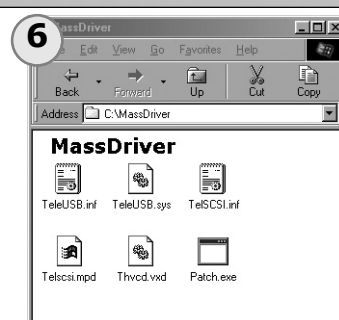 6
MassDriver
Edit View Go Favorites Help
Back Forward Up Cut Copy
Address C:\MassDriver
MassDriver
TeleUSB.inf TeleUSB.sys TelSCSI.inf
Telscsi.mpd Thvcd.vxd Patch.exe